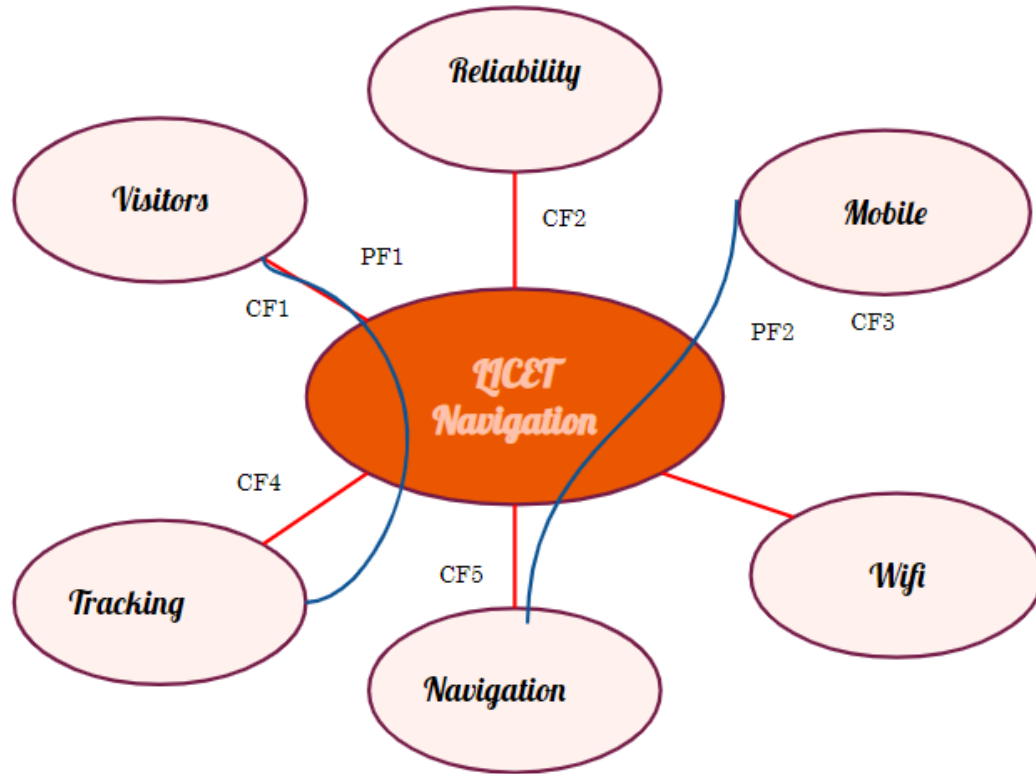 Reliability
Visitors
Mobile
CF2
PF1
CF1
PF2
CF3
LICET
Navigation
CF4
CF5
Wifi
Tracking
Navigation